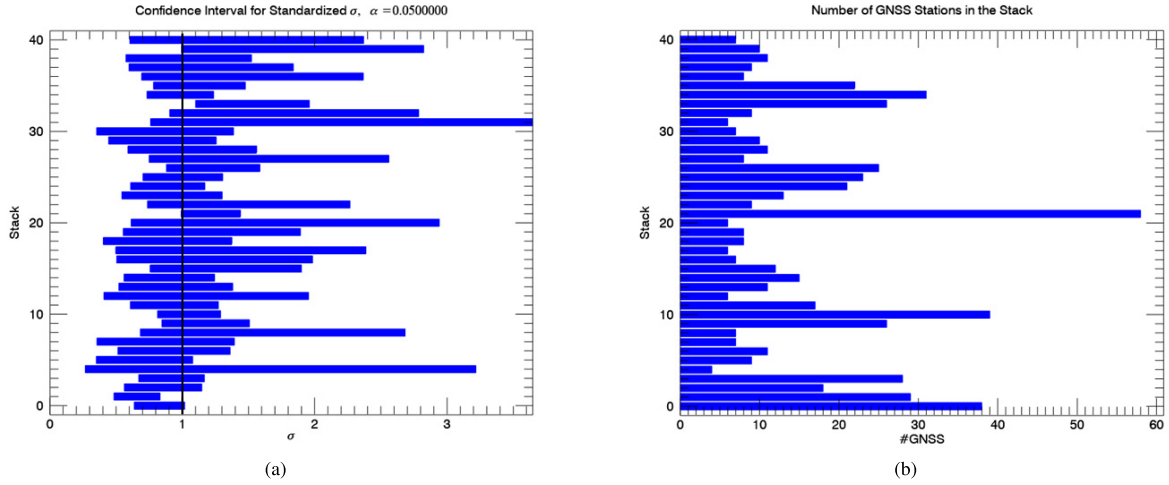 Confidence Interval for Standardized σ, α =0.0500000
40
30
20
10
0
Stack
0 1 2 3
σ
(a)
Number of GNSS Stations in the Stack
40
30
20
10
0
Stack
0 10 20 30 40 50 60
#GNSS
(b)